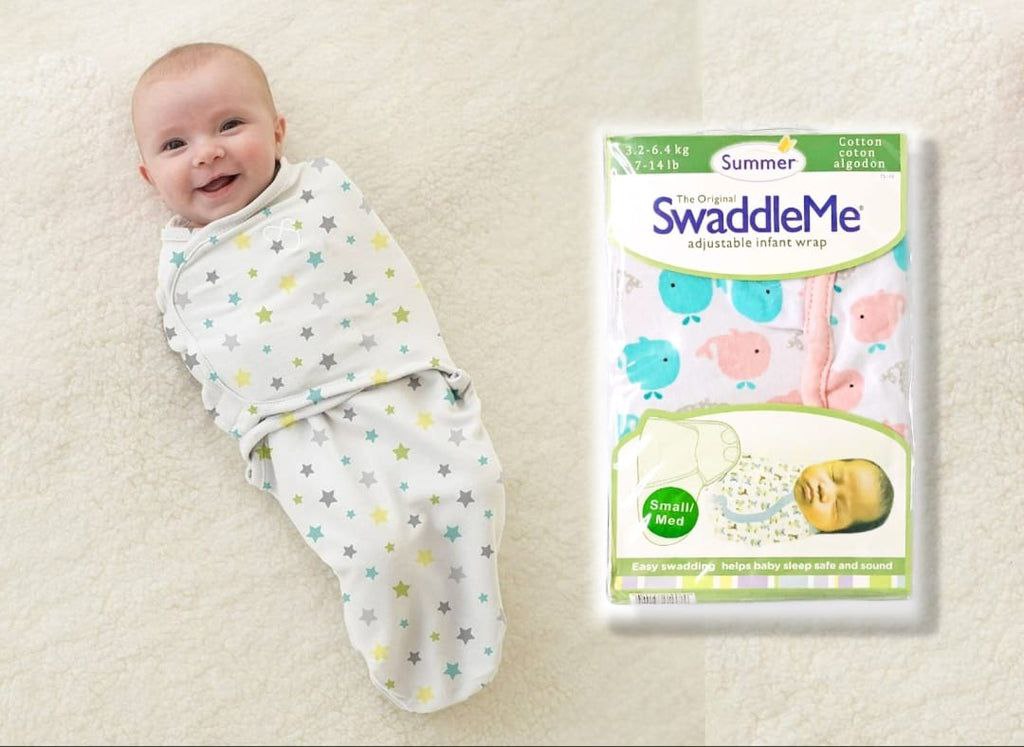 3.2-6.4 kg
7-14 lb
Summer
Cotton
coton
algodon
The Original
SwaddleMe®
adjustable infant wrap
Small/
Med
Easy swadding helps baby sleep safe and sound